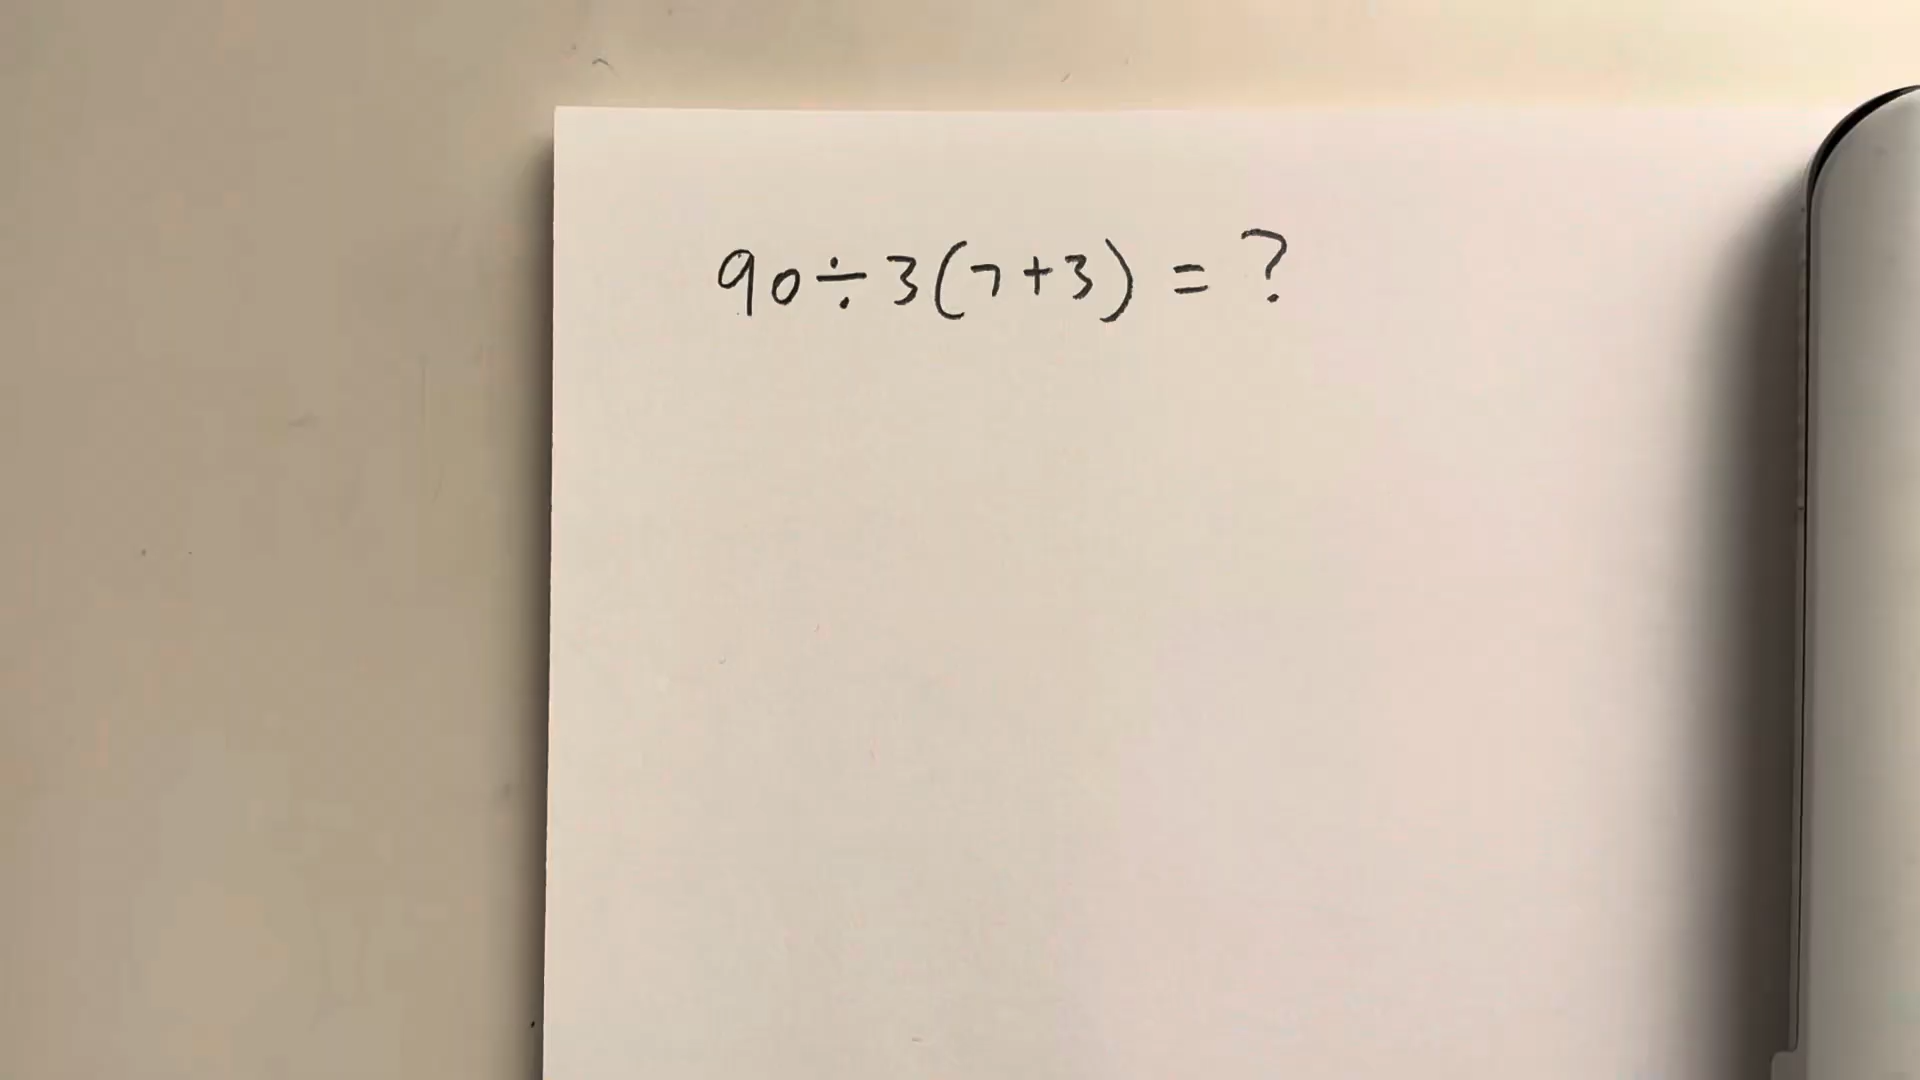 90÷3(7+3) = ?